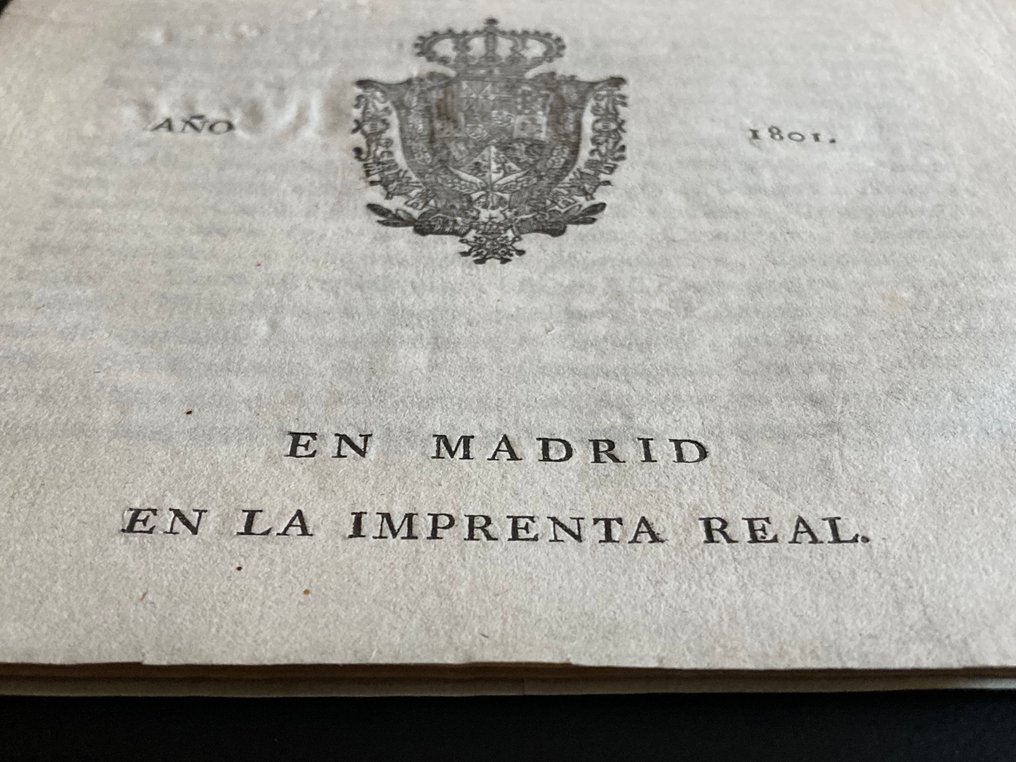 AÑO 1801.
EN MADRID
EN LA IMPRENTA REAL.